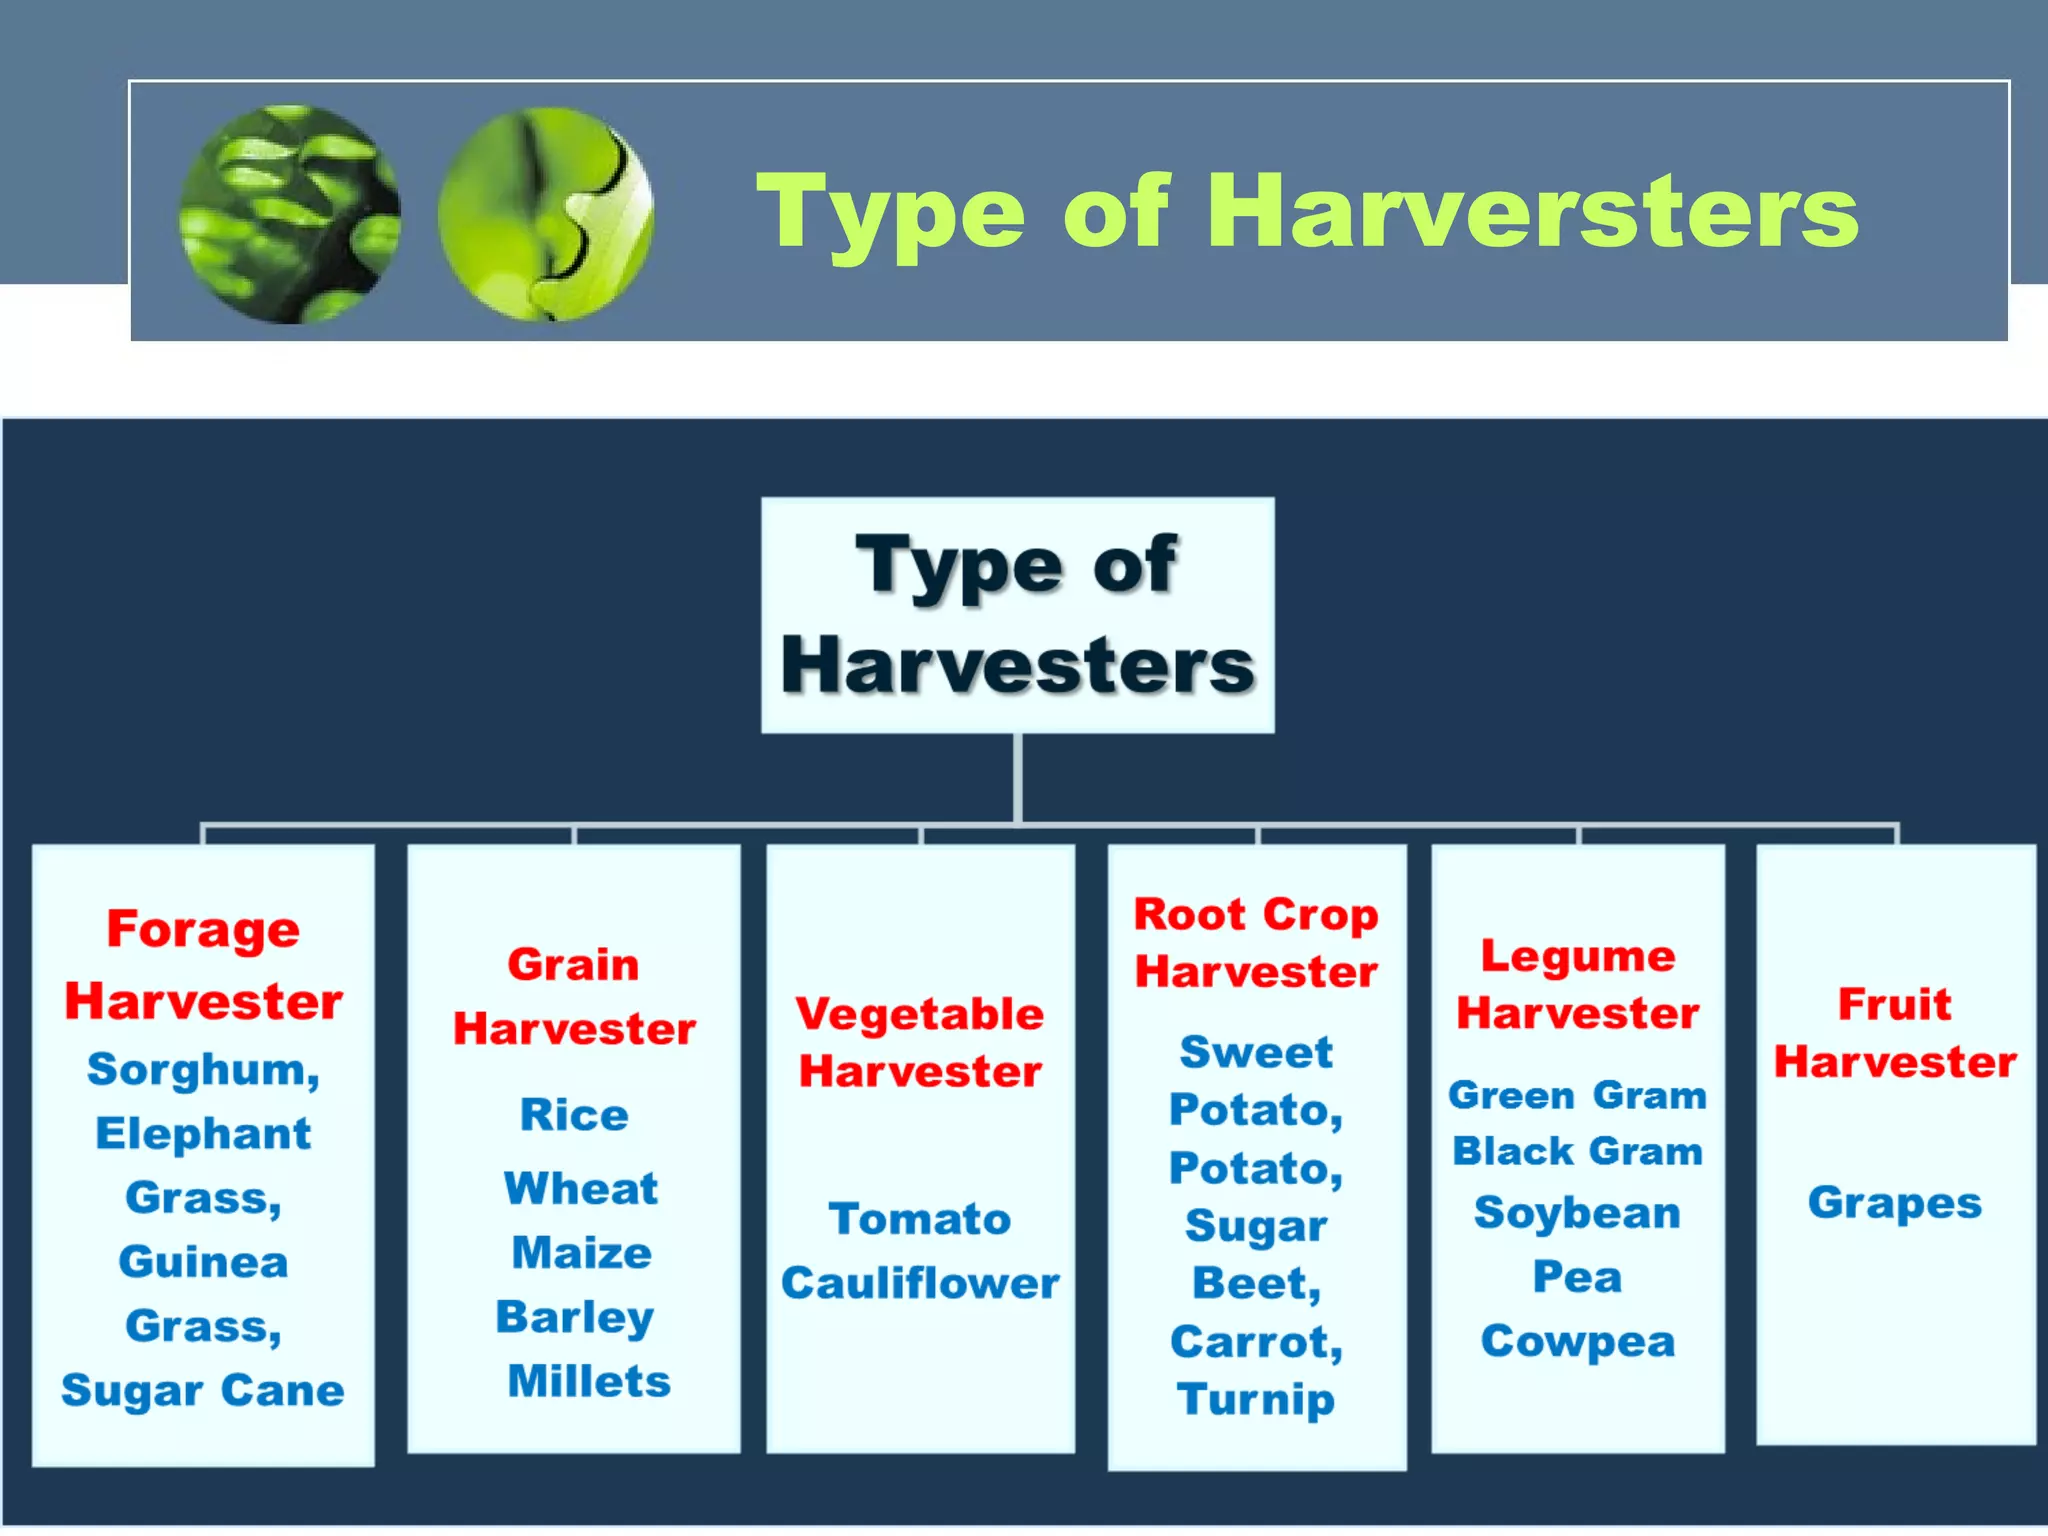 Type of Harversters
Type of
Harvesters
Forage
Harvester
Sorghum,
Elephant
Grass,
Guinea
Grass,
Sugar Cane
Grain
Harvester
Rice
Wheat
Maize
Barley
Millets
Vegetable
Harvester
Tomato
Cauliflower
Root Crop
Harvester
Sweet
Potato,
Potato,
Sugar
Beet,
Carrot,
Turnip
Legume
Harvester
Green Gram
Black Gram
Soybean
Pea
Cowpea
Fruit
Harvester
Grapes